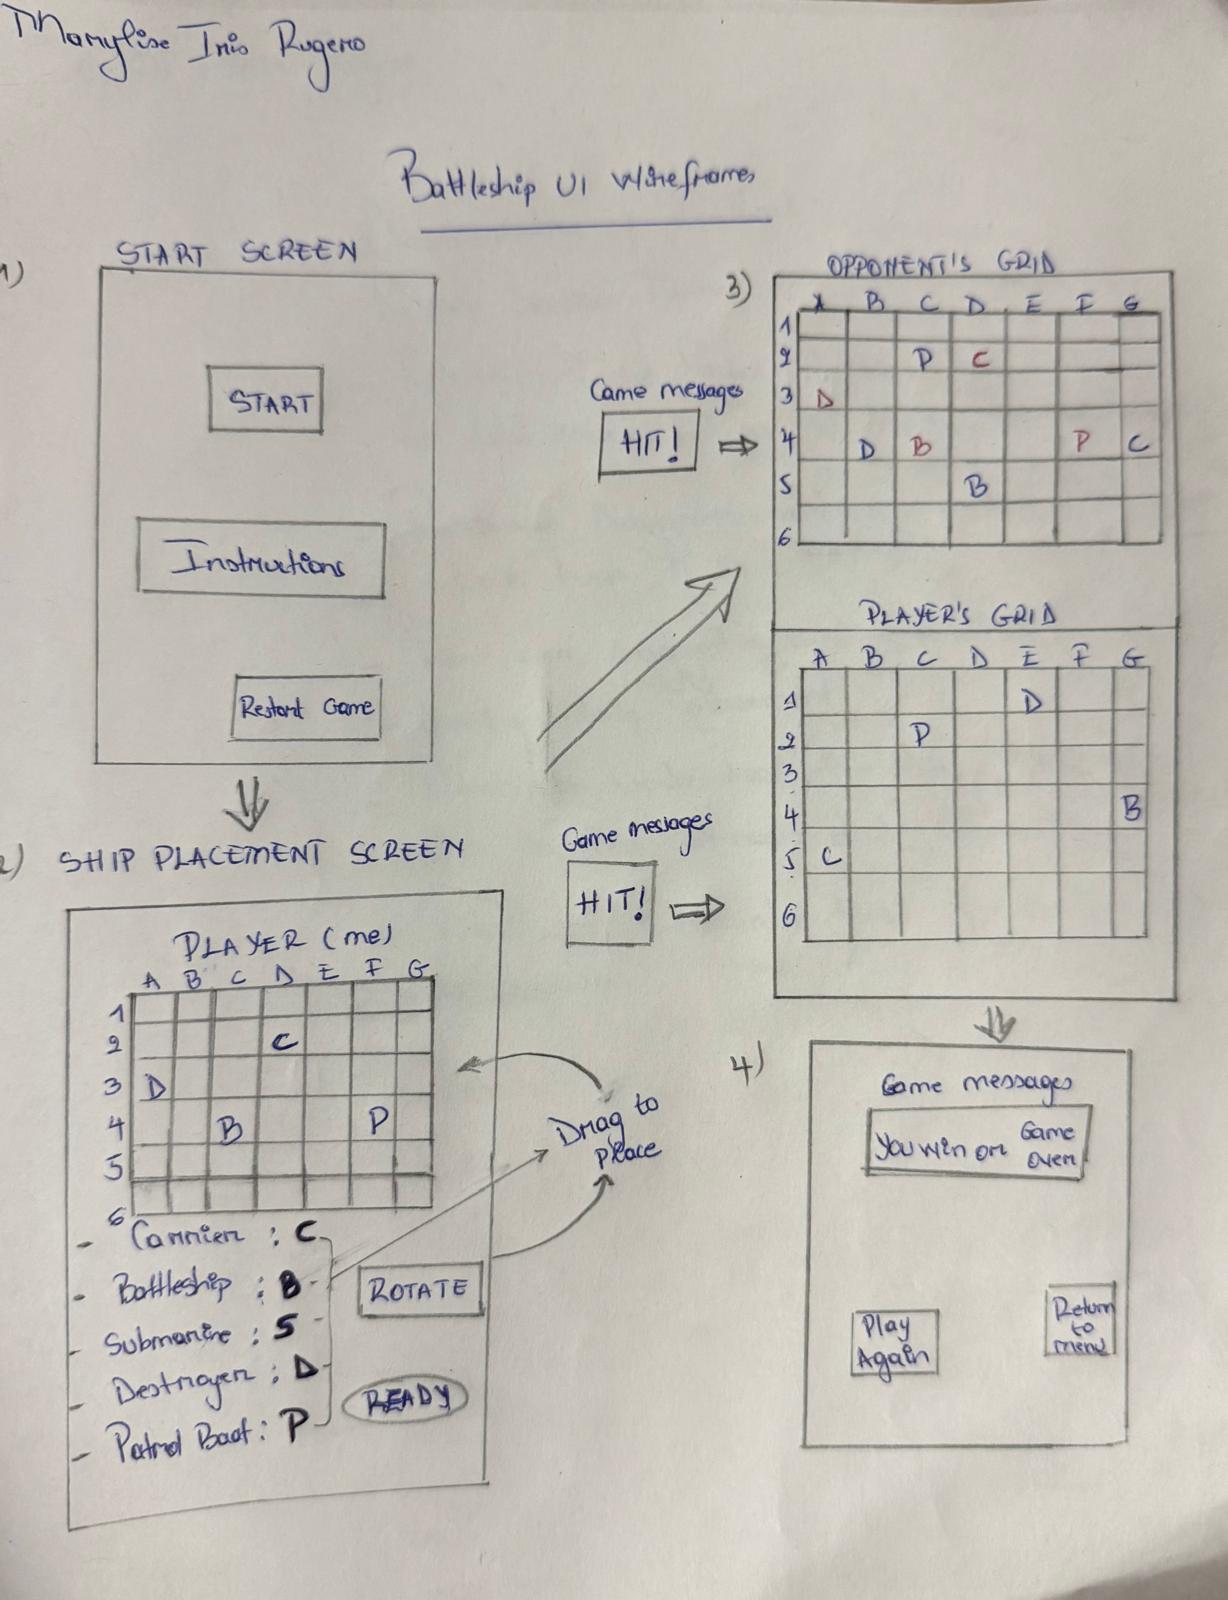 Marylise Iris Rugero
Battleship UI Wireframes
1)
START SCREEN
START
Instructions
Restart Game
2) SHIP PLACEMENT SCREEN
PLAYER (me)
A B C D E F G
1
2 C
3 D
4 B P
5
6
- Carrier : C
- Battleship : B
- Submarine : S
- Destroyer : D
- Patrol Boat : P
ROTATE
READY
Drag to
place
3)
OPPONENT'S GRID
A B C D E F G
1
2 P C
3 D
4 D B P C
5 B
6
Game messages
HIT!
PLAYER'S GRID
A B C D E F G
1 D
2 P
3
4 B
5 C
6
Game messages
HIT!
4)
Game messages
You win or Game
over
Play
Again
Return
to
menu